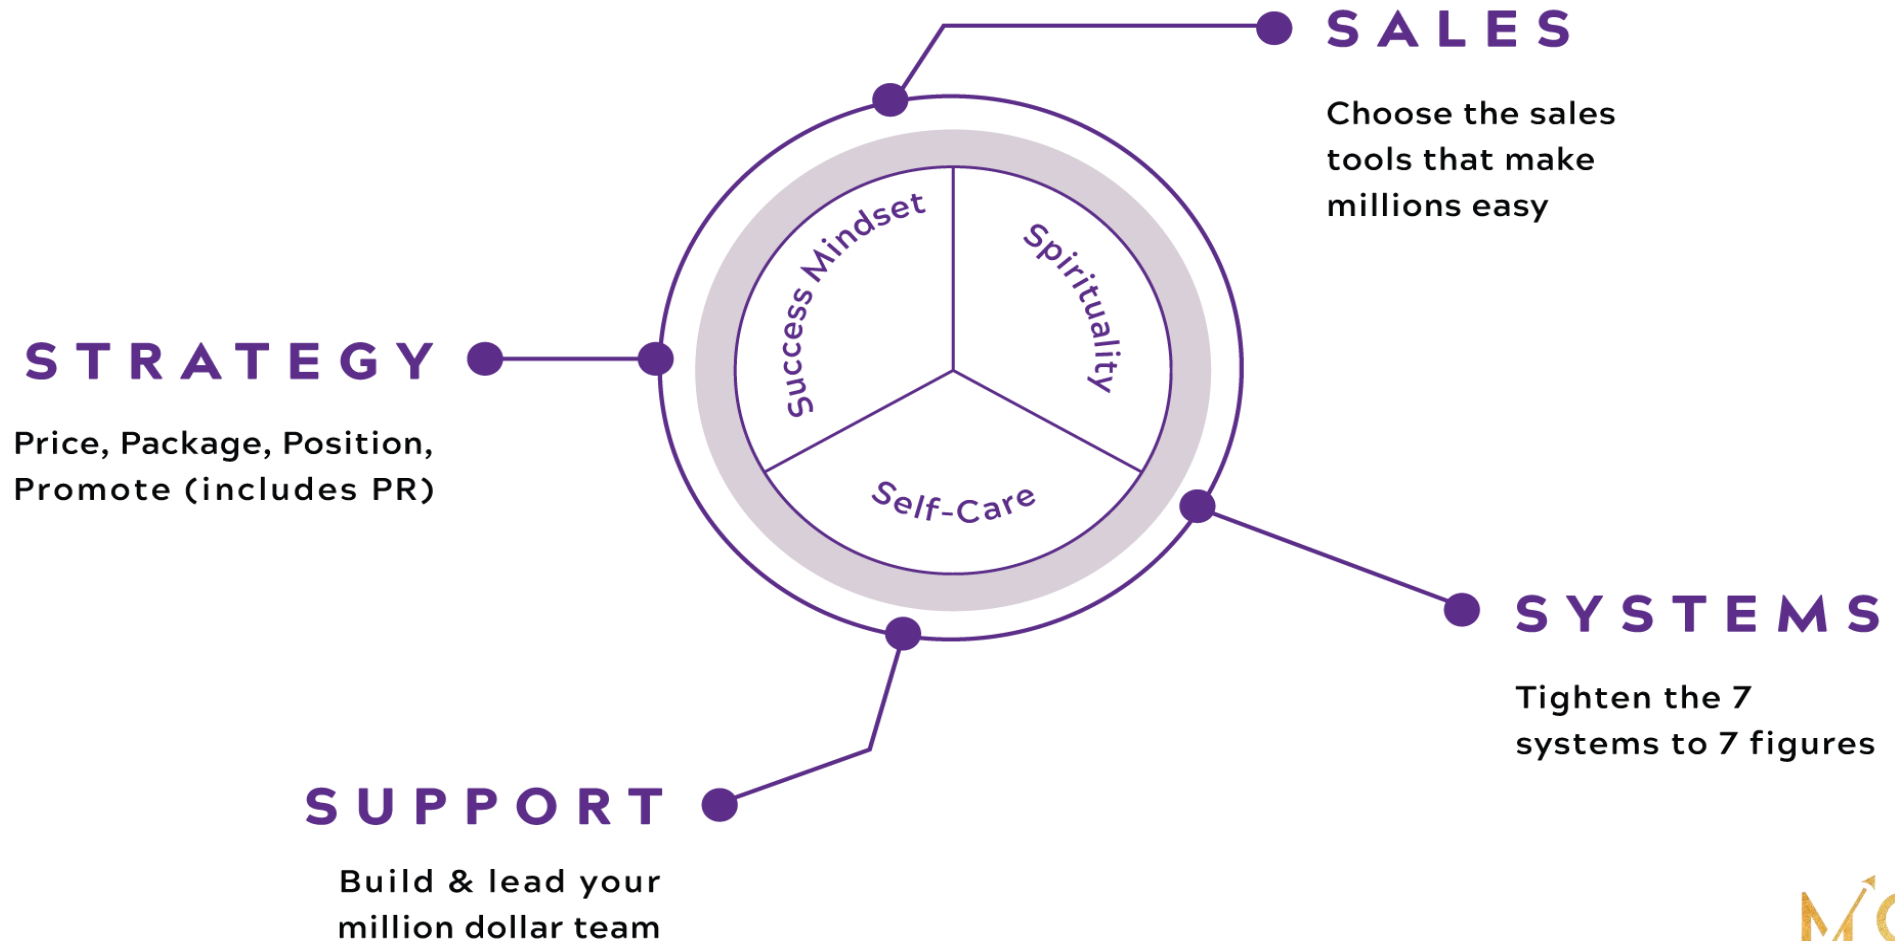 SALES
Choose the sales
tools that make
millions easy
Success Mindset
Spirituality
Self-Care
STRATEGY
Price, Package, Position,
Promote (includes PR)
SYSTEMS
Tighten the 7
systems to 7 figures
SUPPORT
Build & lead your
million dollar team